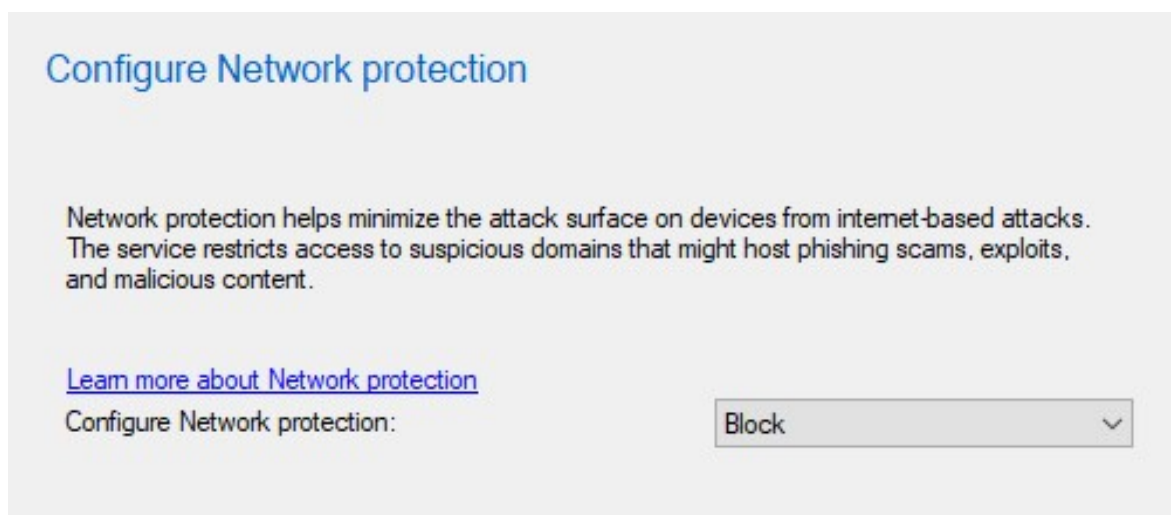 Configure Network protection
Network protection helps minimize the attack surface on devices from internet-based attacks.
The service restricts access to suspicious domains that might host phishing scams, exploits,
and malicious content.
Learn more about Network protection
Configure Network protection:
Block